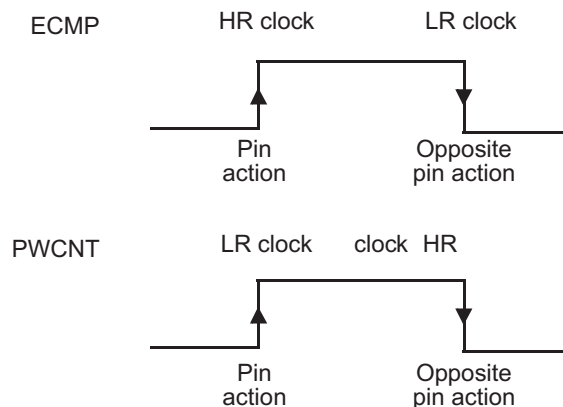 ECMP HR clock LR clock
Pin Opposite
action pin action
PWCNT LR clock clock HR
Pin Opposite
action pin action